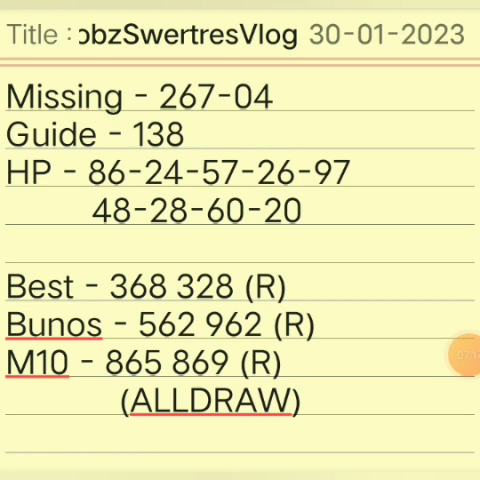 Title : obzSwertresVlog 30-01-2023
Missing - 267-04
Guide - 138
HP - 86-24-57-26-97
48-28-60-20
Best - 368 328 (R)
Bunos - 562 962 (R)
M10 - 865 869 (R)
(ALLDRAW)